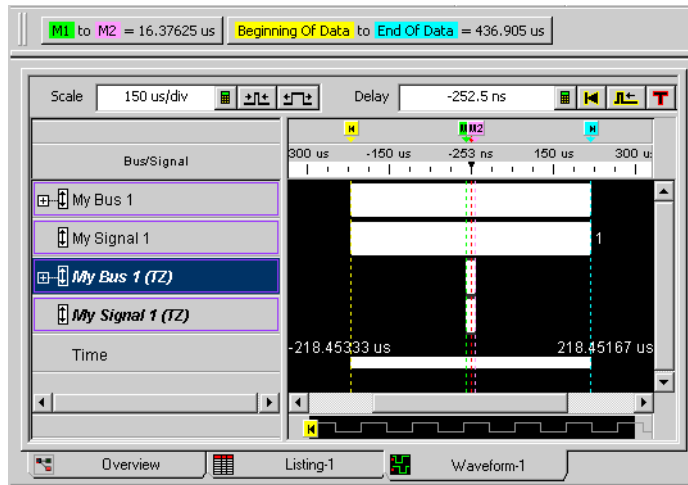 M1 to M2 = 16.37625 us Beginning Of Data to End Of Data = 436.905 us
Scale 150 us/div Delay -252.5 ns T
M M2
Bus/Signal 300 us -150 us -253 ns 150 us 300 u:
My Bus 1
My Signal 1 1
My Bus 1 (TZ)
My Signal 1 (TZ)
Time -218.45333 us 218.45167 us
Overview Listing-1 Waveform-1